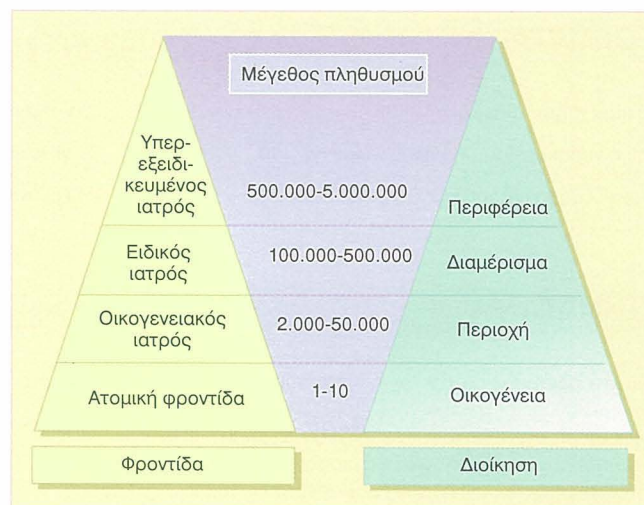 Μέγεθος πληθυσμού
Υπερ-
εξειδι-
κευμένος
ιατρός
500.000-5.000.000
Περιφέρεια
Ειδικός
ιατρός
100.000-500.000
Διαμέρισμα
Οικογενειακός
ιατρός
2.000-50.000
Περιοχή
Ατομική φροντίδα
1-10
Οικογένεια
Φροντίδα
Διοίκηση